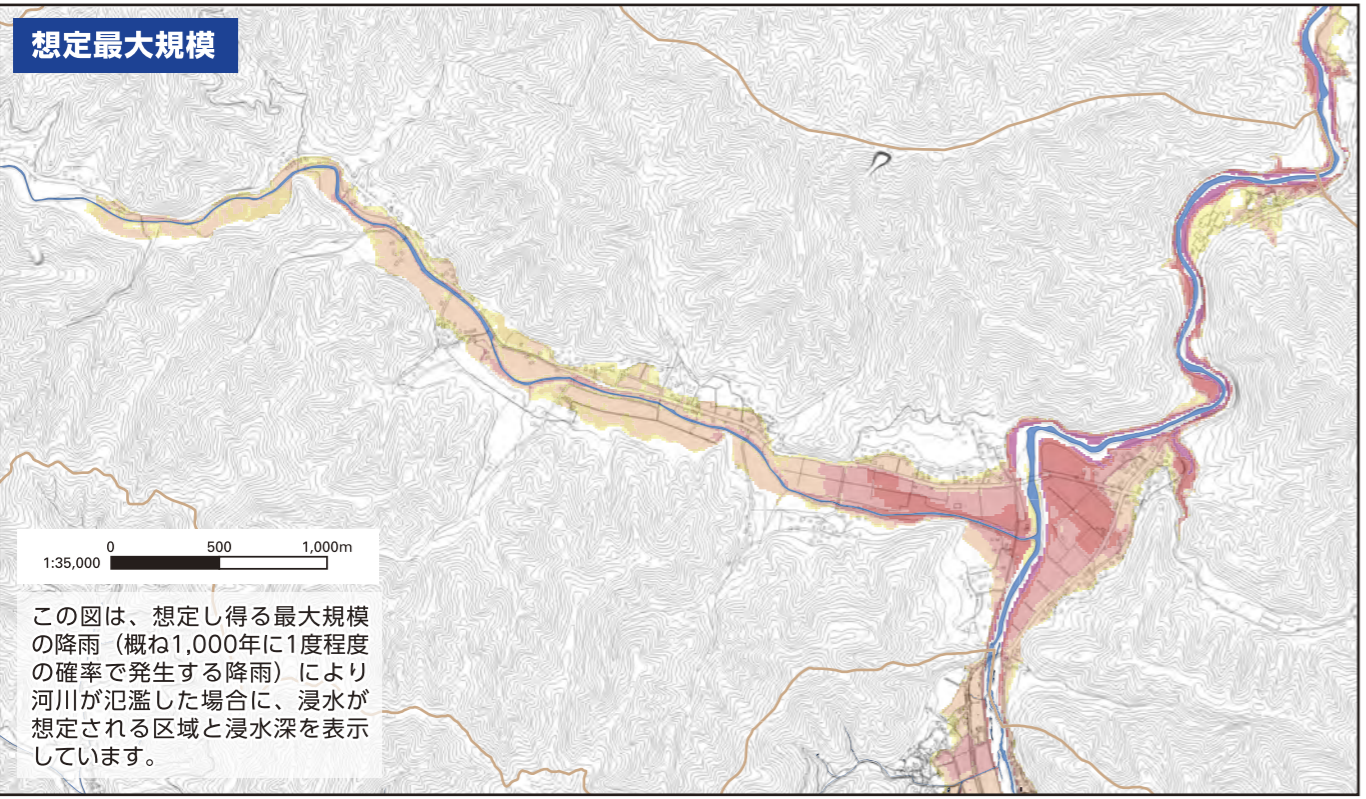 想定最大規模
0 500 1,000m
1:35,000
この図は、想定し得る最大規模
の降雨（概ね1,000年に1度程度
の確率で発生する降雨）により
河川が氾濫した場合に、浸水が
想定される区域と浸水深を表示
しています。